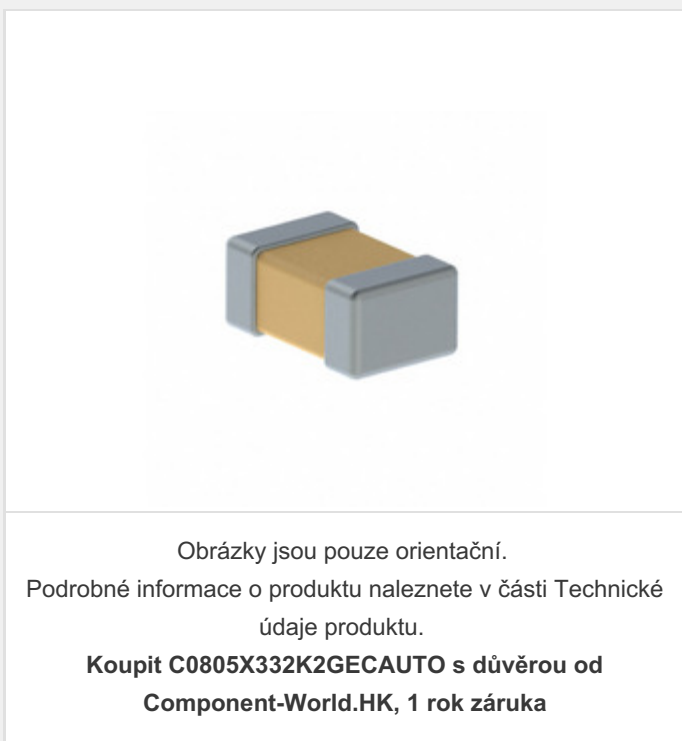 Obrázky jsou pouze orientační.
Podrobné informace o produktu naleznete v části Technické
údaje produktu.
Koupit C0805X332K2GECAUTO s důvěrou od
Component-World.HK, 1 rok záruka